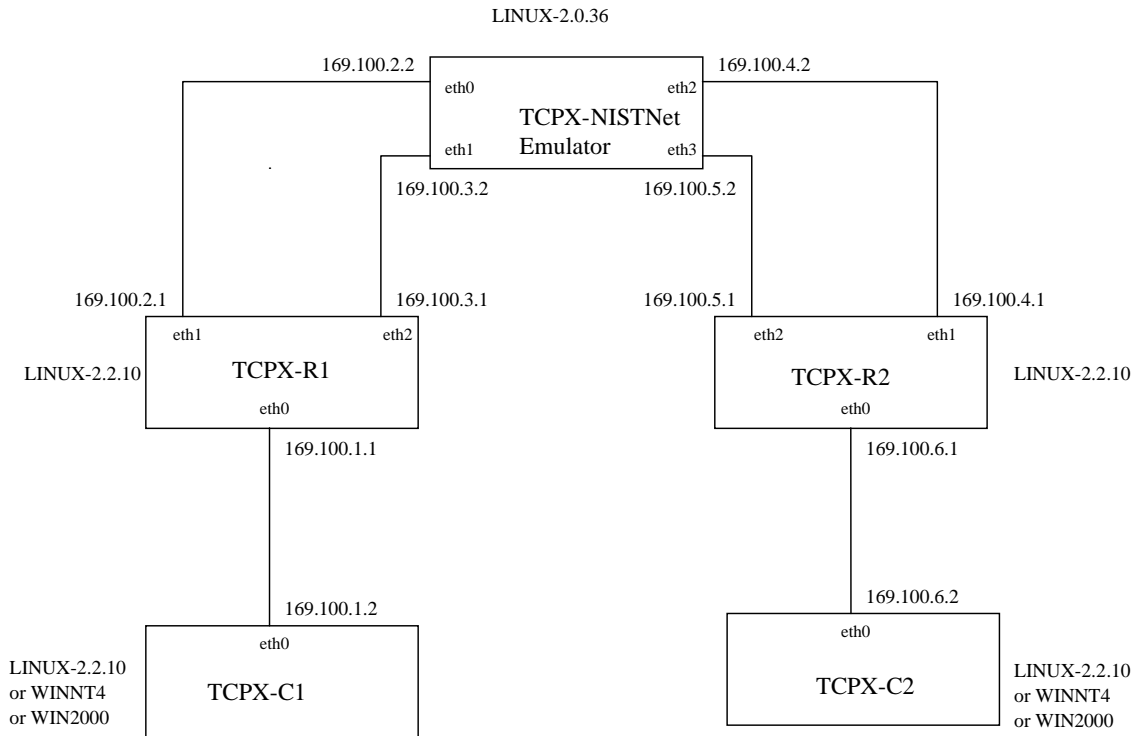 LINUX-2.0.36
169.100.2.2
169.100.4.2
eth0
eth2
TCPX-NISTNet
Emulator
eth1
eth3
169.100.3.2
169.100.5.2
169.100.2.1
169.100.3.1
169.100.5.1
169.100.4.1
eth1
eth2
eth2
eth1
LINUX-2.2.10
TCPX-R1
TCPX-R2
LINUX-2.2.10
eth0
eth0
169.100.1.1
169.100.6.1
169.100.1.2
169.100.6.2
eth0
eth0
LINUX-2.2.10
or WINNT4
or WIN2000
TCPX-C1
TCPX-C2
LINUX-2.2.10
or WINNT4
or WIN2000